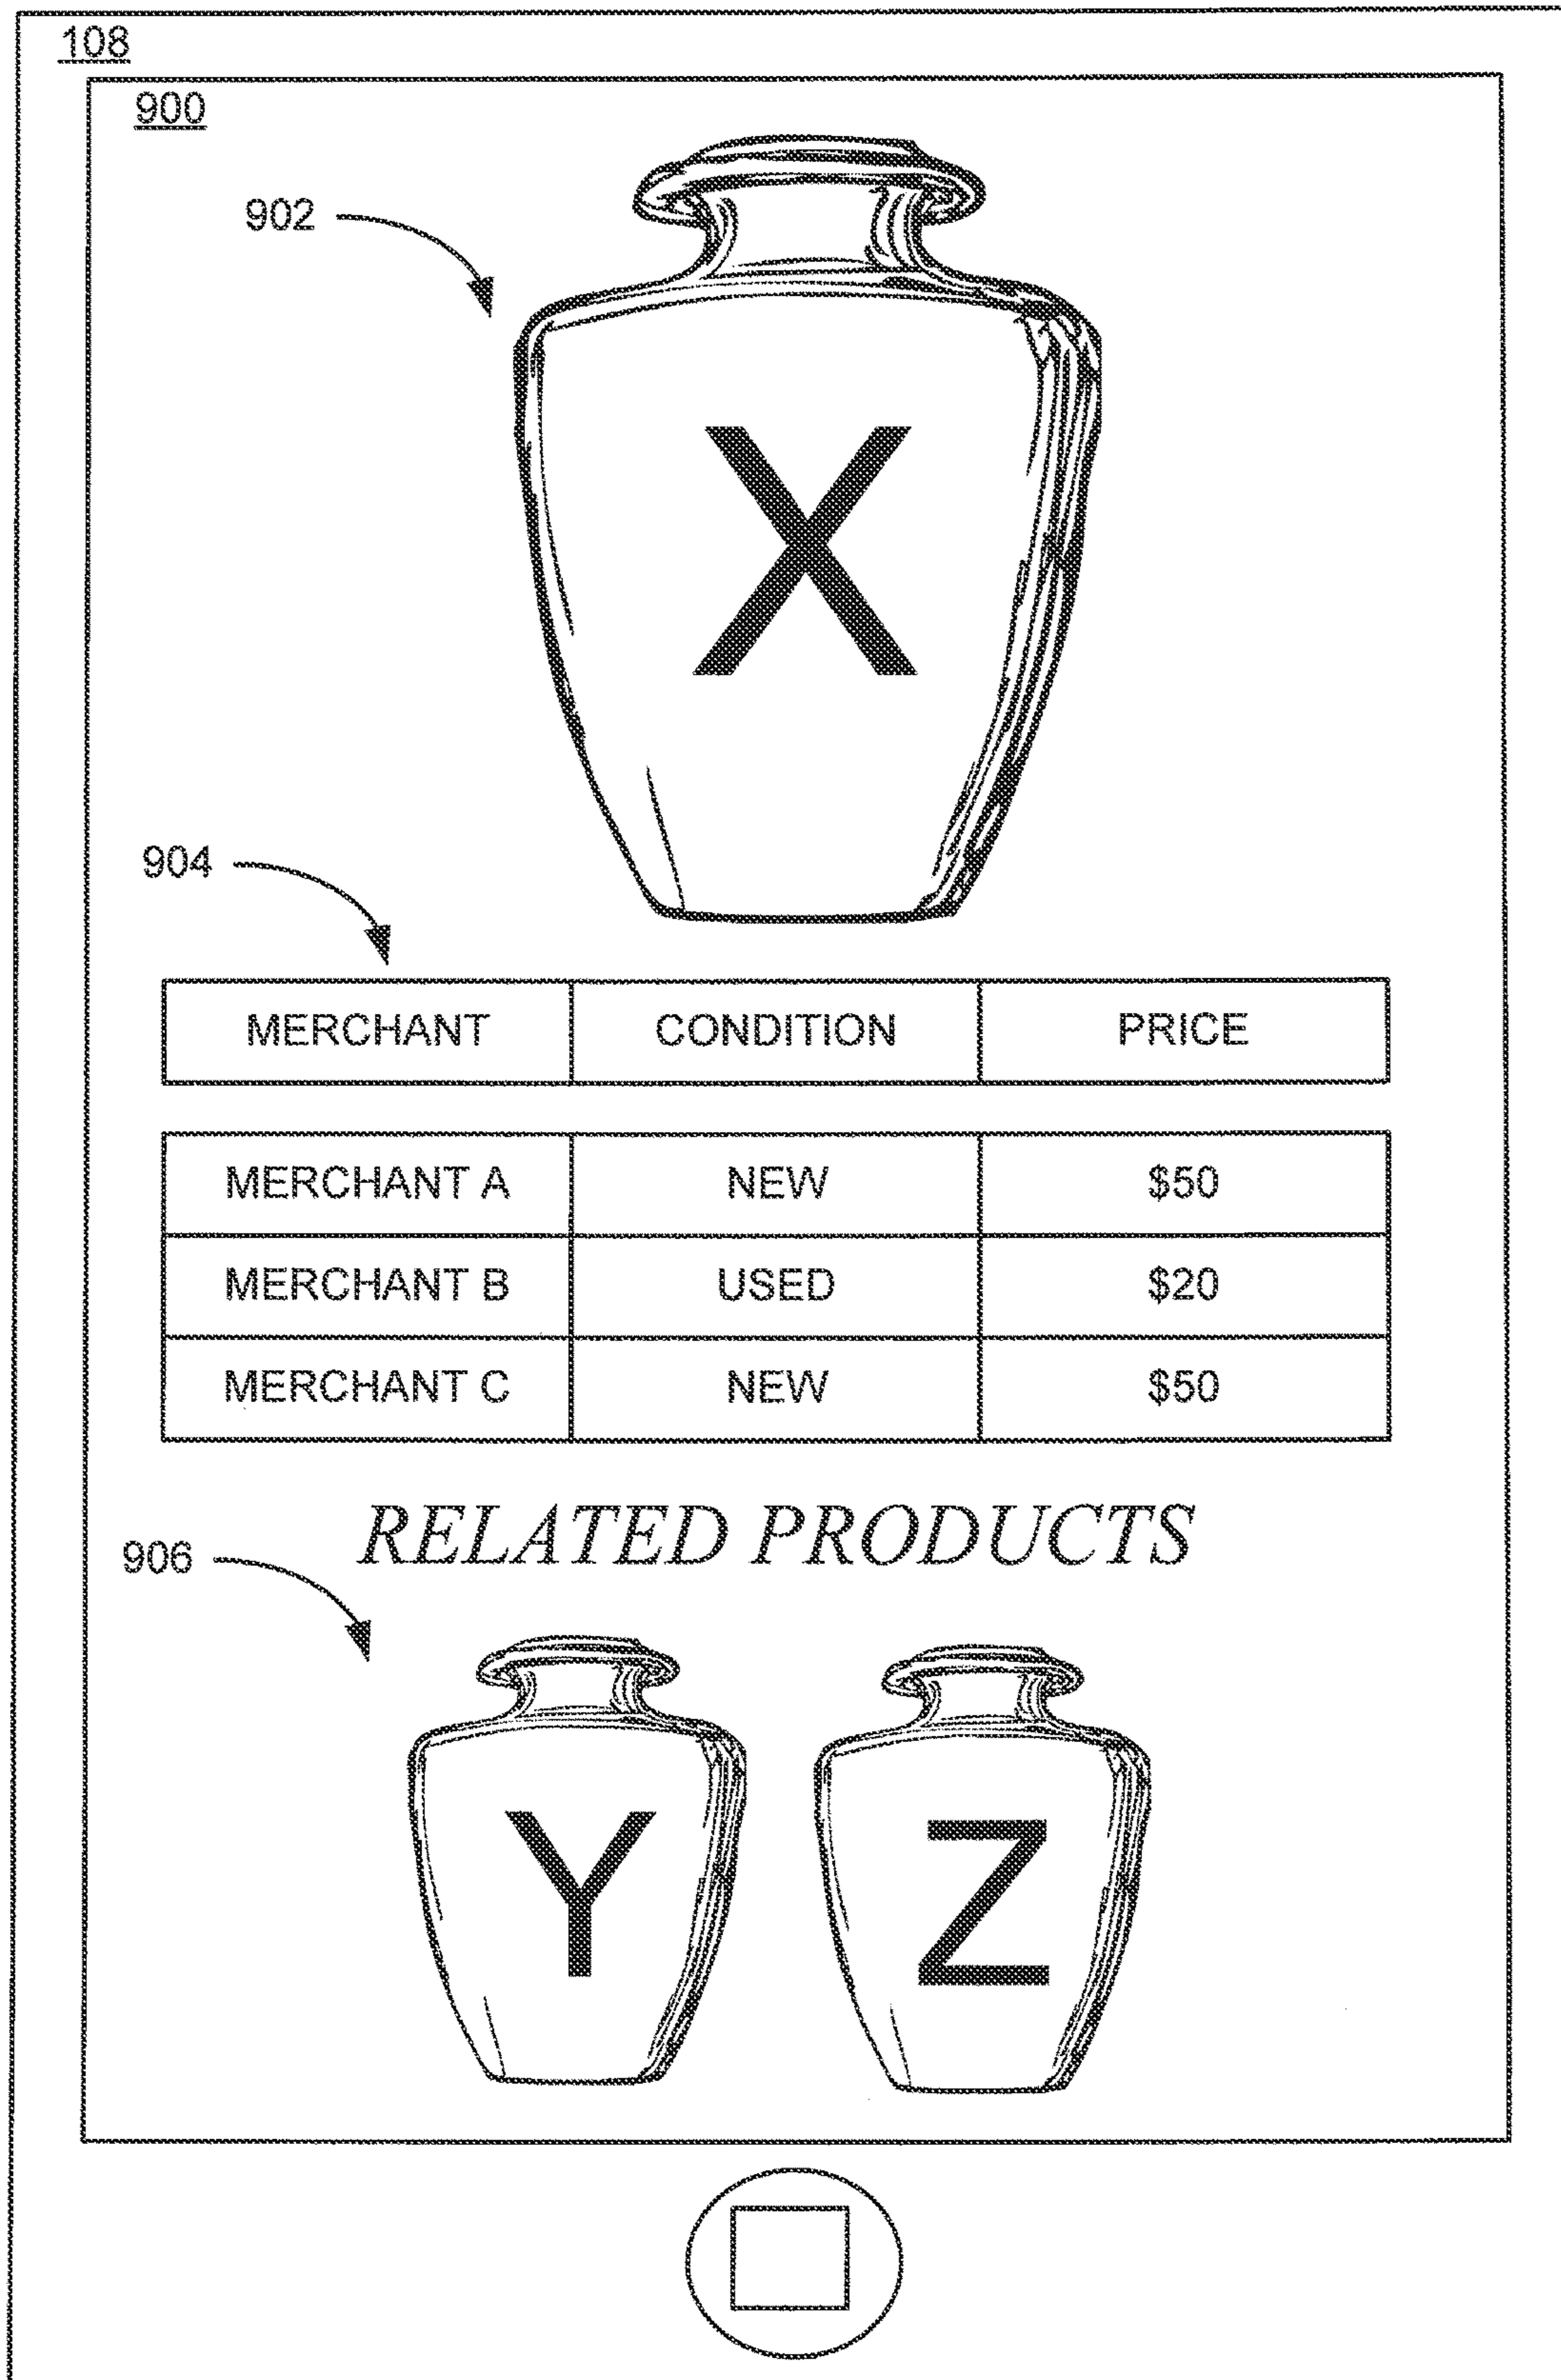 108
900
902
X
904
MERCHANT CONDITION PRICE
MERCHANT A NEW $50
MERCHANT B USED $20
MERCHANT C NEW $50
RELATED PRODUCTS
906
Y Z